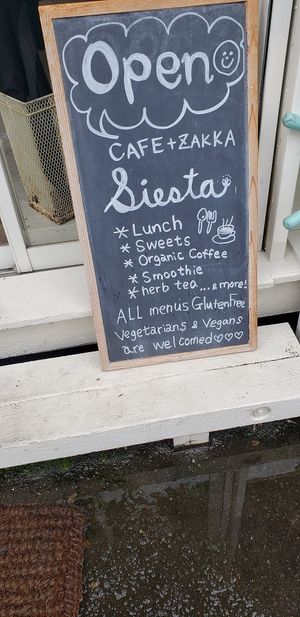 Open
CAFE+ZAKKA
Siesta
*Lunch
*Sweets
*Organic Coffee
*Smoothie
*herb tea...& more!
ALL menus GlutenFree
Vegetarians & Vegans
are welcomed♡♡♡